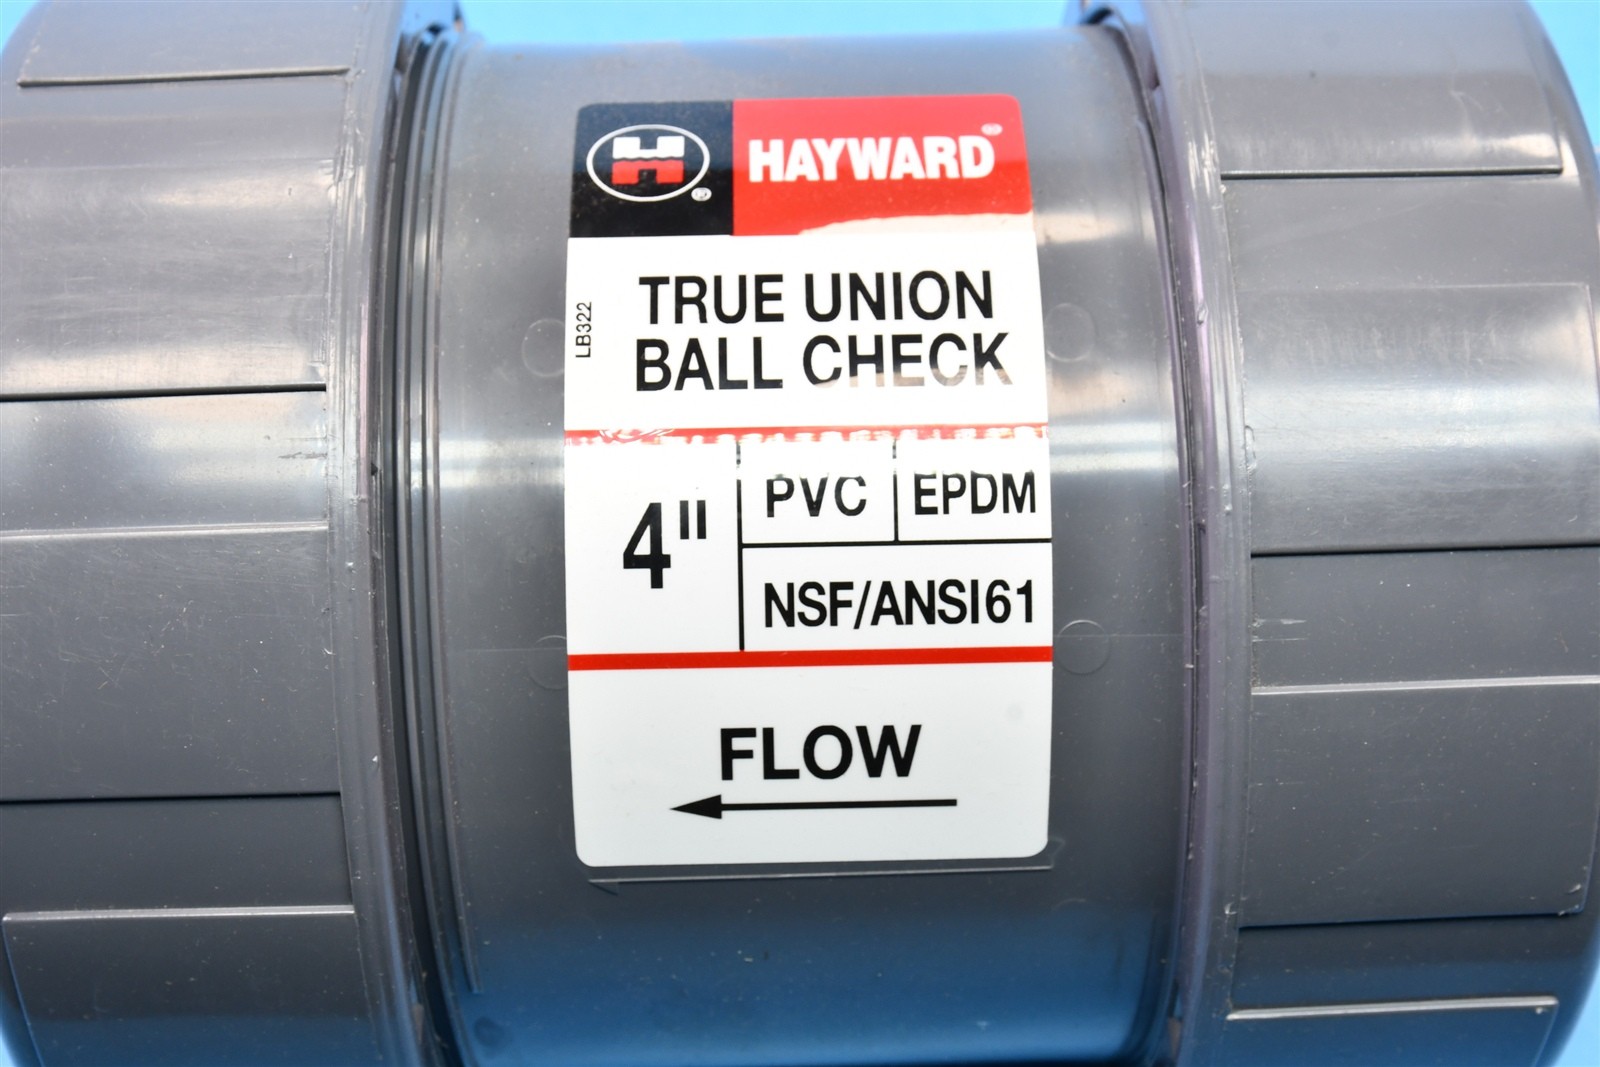 H
®
HAYWARD®
LB322
TRUE UNION
BALL CHECK
4"
PVC
EPDM
NSF/ANSI61
FLOW